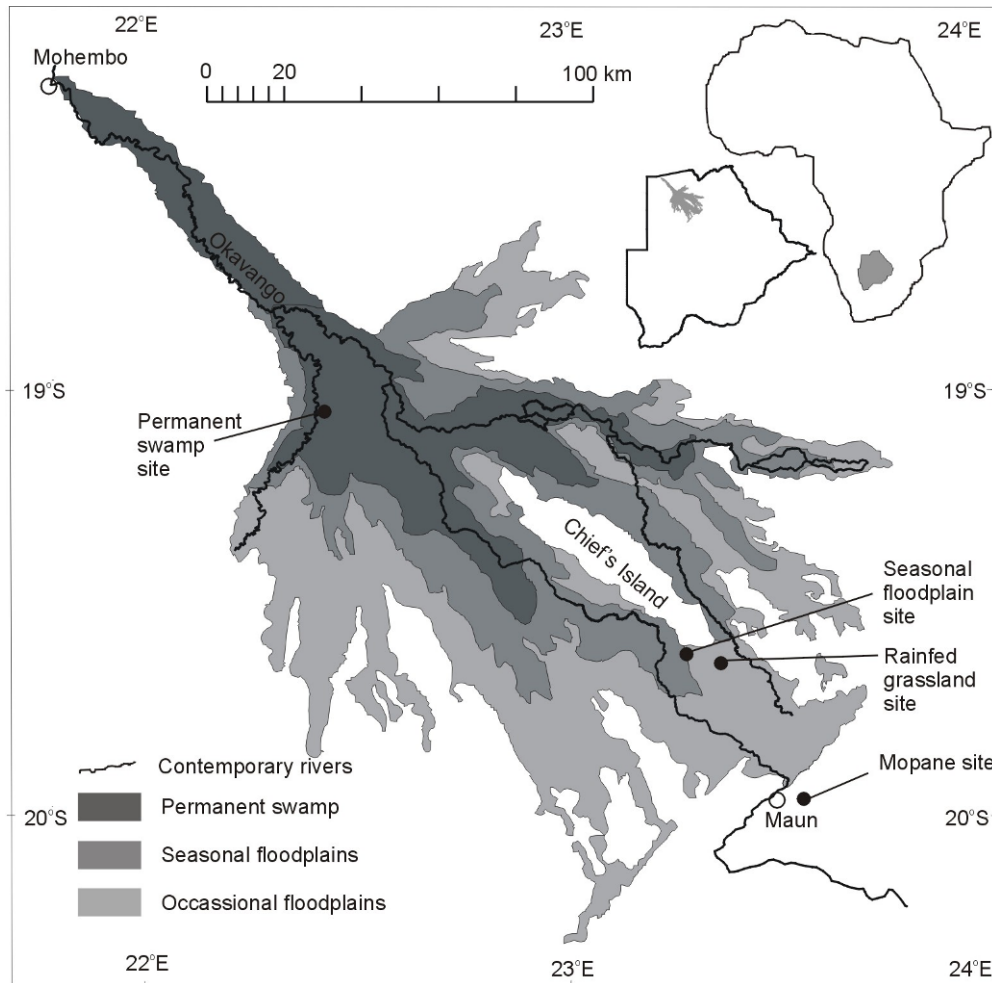 22°E
23°E
24°E
Mohembo
0
20
100 km
Okavango
19°S
19°S
Permanent
swamp
site
Chief's Island
Seasonal
floodplain
site
Rainfed
grassland
site
Mopane site
Contemporary rivers
Permanent swamp
Maun
20°S
20°S
Seasonal floodplains
Occassional floodplains
22°E
23°E
24°E